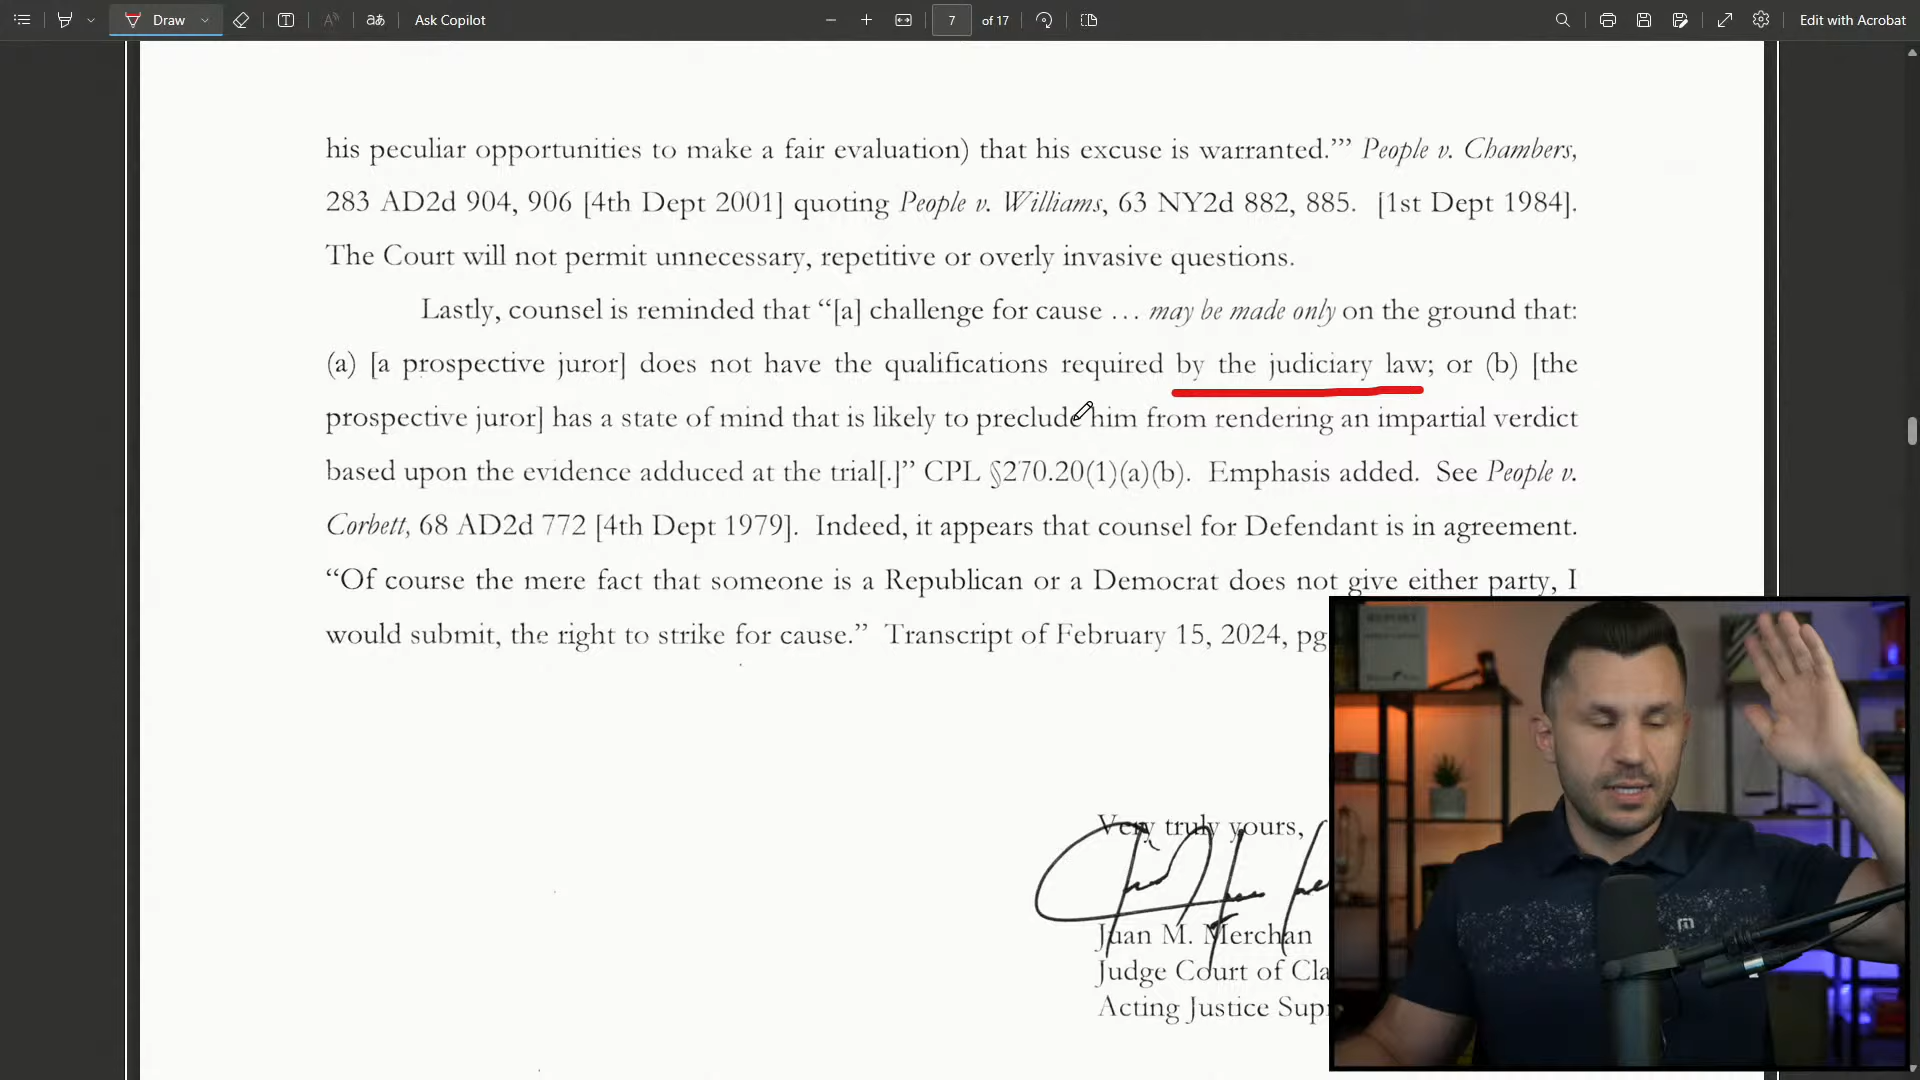 Draw
aあ
Ask Copilot
7
of 17
Edit with Acrobat
his peculiar opportunities to make a fair evaluation) that his excuse is warranted.’” People v. Chambers,
283 AD2d 904, 906 [4th Dept 2001] quoting People v. Williams, 63 NY2d 882, 885.  [1st Dept 1984].
The Court will not permit unnecessary, repetitive or overly invasive questions.
Lastly, counsel is reminded that “[a] challenge for cause … may be made only on the ground that:
(a) [a prospective juror] does not have the qualifications required by the judiciary law; or (b) [the
prospective juror] has a state of mind that is likely to preclude him from rendering an impartial verdict
based upon the evidence adduced at the trial[.]” CPL §270.20(1)(a)(b).  Emphasis added.  See People v.
Corbett, 68 AD2d 772 [4th Dept 1979].  Indeed, it appears that counsel for Defendant is in agreement.
“Of course the mere fact that someone is a Republican or a Democrat does not give either party, I
would submit, the right to strike for cause.”  Transcript of February 15, 2024, pg
Very truly yours,
Juan M. Merchan
Judge Court of Cla
Acting Justice Sup